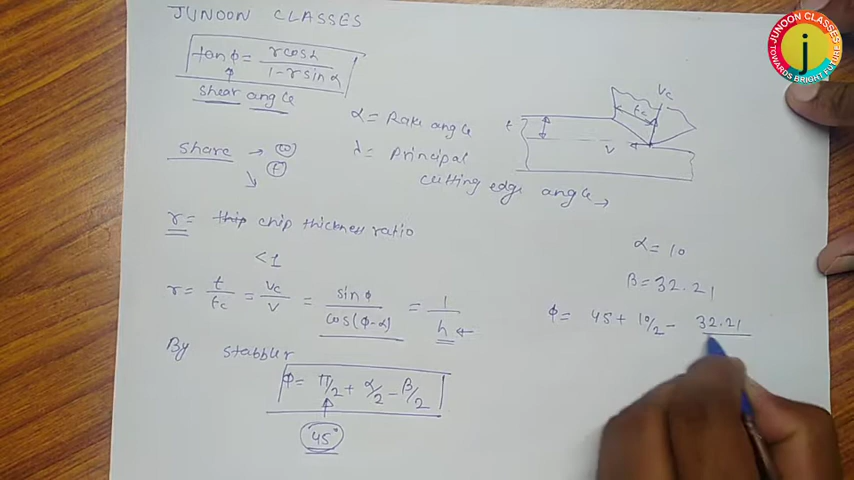 JUNOON CLASSES
tan φ = r cos λ / 1 - r sin α
shear angle
α = Rake angle
λ = Principal
cutting edge angle →
share → ω
t
r = thip chip thickness ratio
< 1
r = t/tc = Vc/V = sin φ / cos(φ-α) = 1/h ←
By stabbler
φ = π/2 + α/2 - β/2
45°
Vc
tc
t
V
α = 10
β = 32.21
φ = 45 + 10/2 - 32.21
JUNOON CLASSES
j
TOWARDS BRIGHT FUTURE